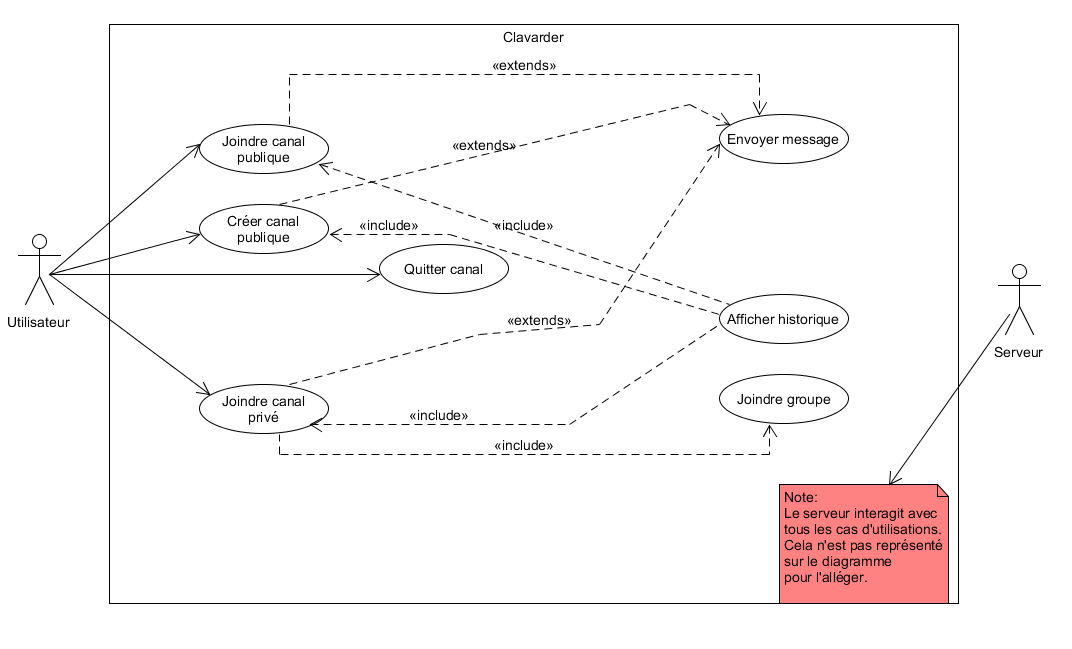 Clavarder
«extends»
Joindre canal
publique
Envoyer message
«extends»
Créer canal
publique
«include»
«include»
Quitter canal
Utilisateur
«extends»
Afficher historique
Serveur
Joindre canal
privé
«include»
Joindre groupe
«include»
Note:
Le serveur interagit avec
tous les cas d'utilisations.
Cela n'est pas représenté
sur le diagramme
pour l'alléger.